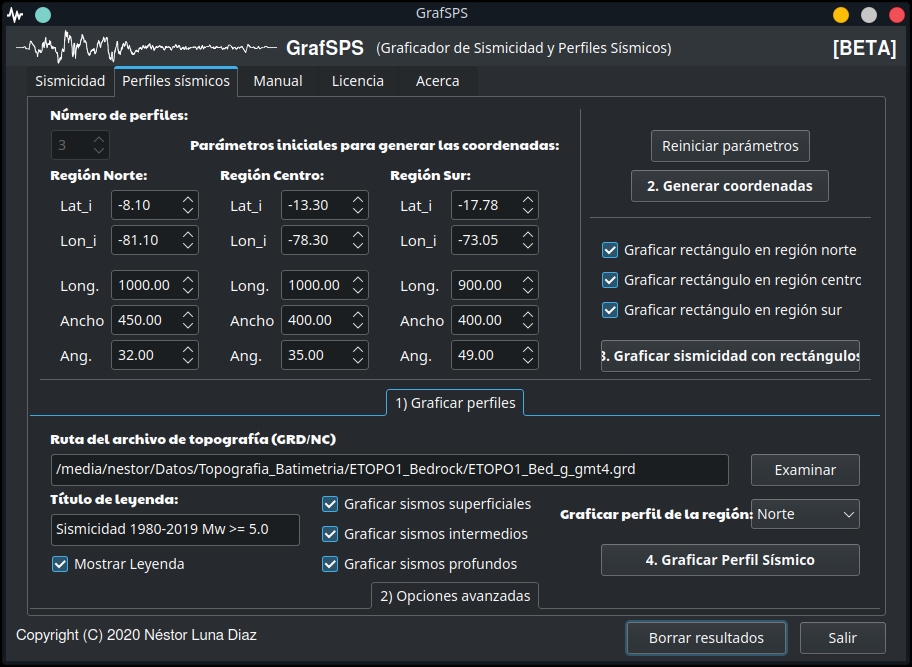 GrafSPS
GrafSPS (Graficador de Sismicidad y Perfiles Sísmicos) [BETA]
Sismicidad Perfiles sísmicos Manual Licencia Acerca
Número de perfiles:
3
Parámetros iniciales para generar las coordenadas:
Región Norte: Región Centro: Región Sur:
Lat_i -8.10 Lat_i -13.30 Lat_i -17.78
Lon_i -81.10 Lon_i -78.30 Lon_i -73.05
Long. 1000.00 Long. 1000.00 Long. 900.00
Ancho 450.00 Ancho 400.00 Ancho 400.00
Ang. 32.00 Ang. 35.00 Ang. 49.00
Reiniciar parámetros
2. Generar coordenadas
Graficar rectángulo en región norte
Graficar rectángulo en región centro
Graficar rectángulo en región sur
3. Graficar sismicidad con rectángulos
1) Graficar perfiles
Ruta del archivo de topografía (GRD/NC)
/media/nestor/Datos/Topografia_Batimetria/ETOPO1_Bedrock/ETOPO1_Bed_g_gmt4.grd Examinar
Título de leyenda:
Sismicidad 1980-2019 Mw >= 5.0
Mostrar Leyenda
Graficar sismos superficiales
Graficar sismos intermedios
Graficar sismos profundos
Graficar perfil de la región: Norte
4. Graficar Perfil Sísmico
2) Opciones avanzadas
Copyright (C) 2020 Néstor Luna Diaz Borrar resultados Salir